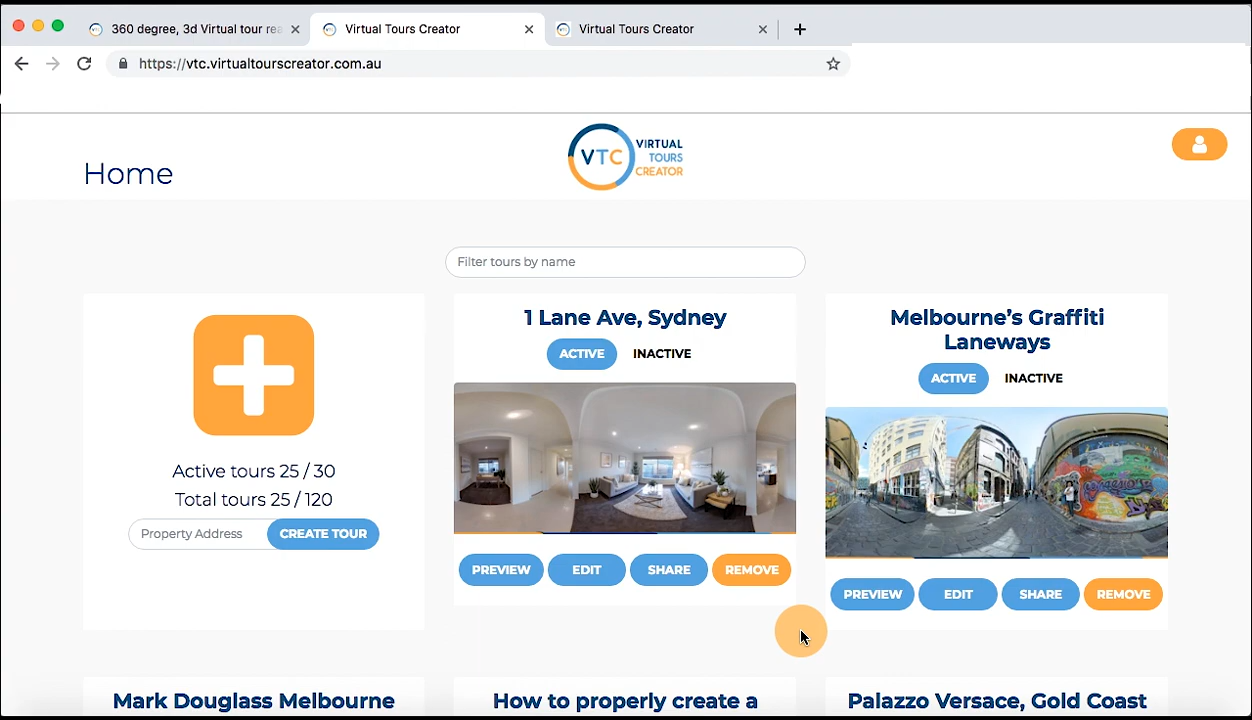 360 degree, 3d Virtual tour rea
Virtual Tours Creator
Virtual Tours Creator
https://vtc.virtualtourscreator.com.au
Home
VTC VIRTUAL
TOURS
CREATOR
Filter tours by name
Active tours 25 / 30
Total tours 25 / 120
Property Address CREATE TOUR
1 Lane Ave, Sydney
ACTIVE INACTIVE
PREVIEW EDIT SHARE REMOVE
Melbourne’s Graffiti
Laneways
ACTIVE INACTIVE
PREVIEW EDIT SHARE REMOVE
Mark Douglass Melbourne
How to properly create a
Palazzo Versace, Gold Coast